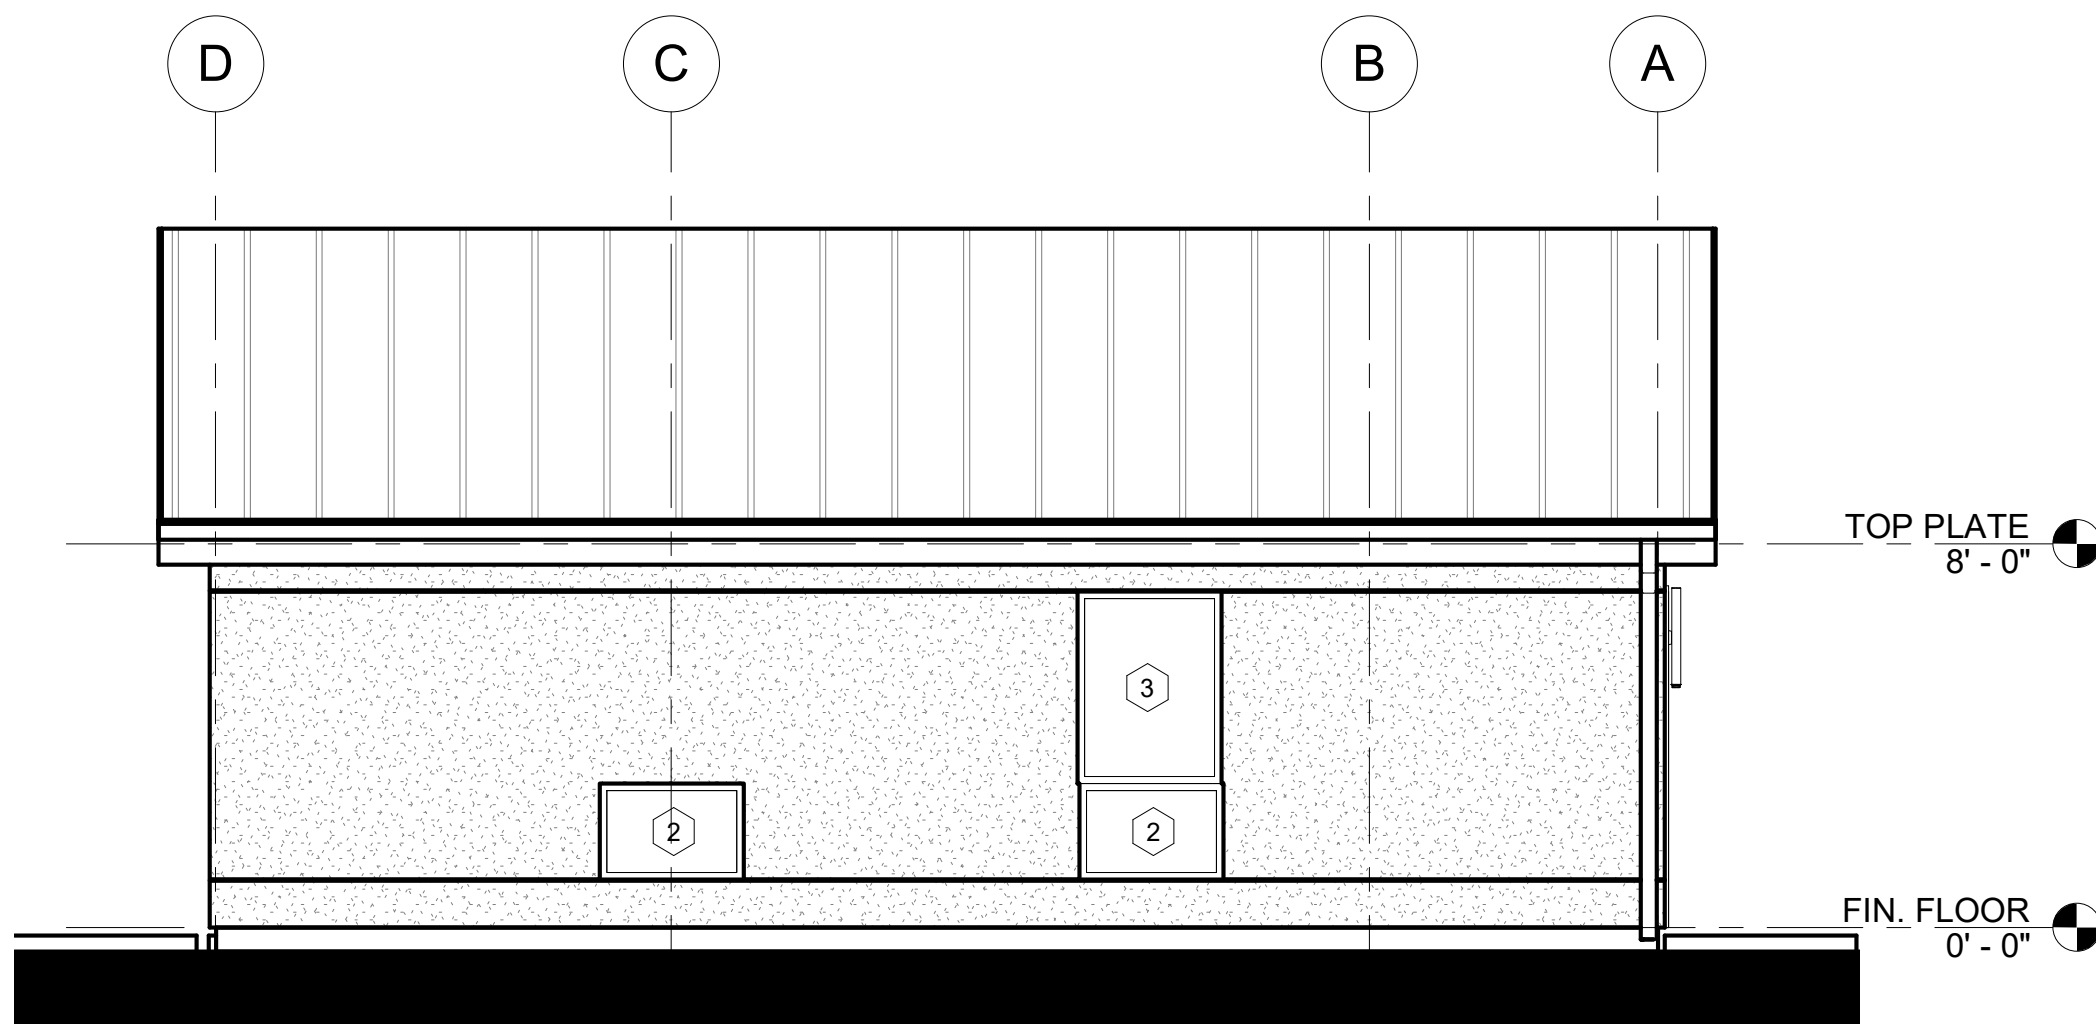 D
C
B
A
TOP PLATE
8' - 0"
3
2
2
FIN. FLOOR
0' - 0"